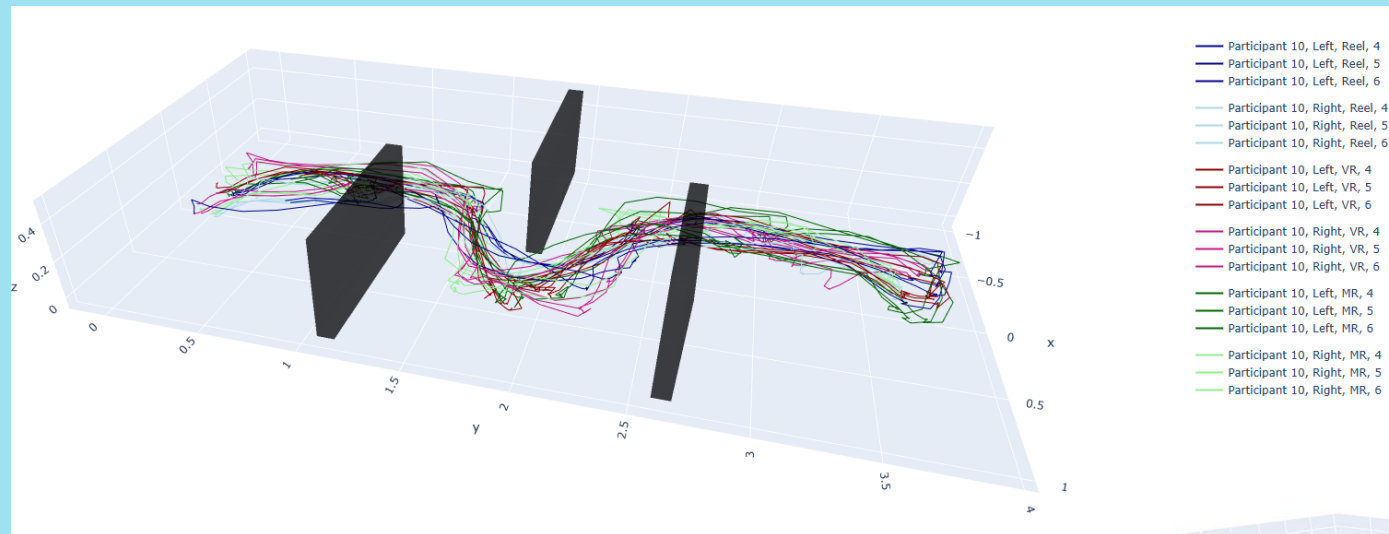 Participant 10, Left, Reel, 4
Participant 10, Left, Reel, 5
Participant 10, Left, Reel, 6
Participant 10, Right, Reel, 4
Participant 10, Right, Reel, 5
Participant 10, Right, Reel, 6
Participant 10, Left, VR, 4
Participant 10, Left, VR, 5
Participant 10, Left, VR, 6
Participant 10, Right, VR, 4
Participant 10, Right, VR, 5
Participant 10, Right, VR, 6
Participant 10, Left, MR, 4
Participant 10, Left, MR, 5
Participant 10, Left, MR, 6
Participant 10, Right, MR, 4
Participant 10, Right, MR, 5
Participant 10, Right, MR, 6
0.4
0.2
0
z
0
0.5
1
1.5
2
2.5
3
3.5
4
y
−1
−0.5
0
0.5
1
x